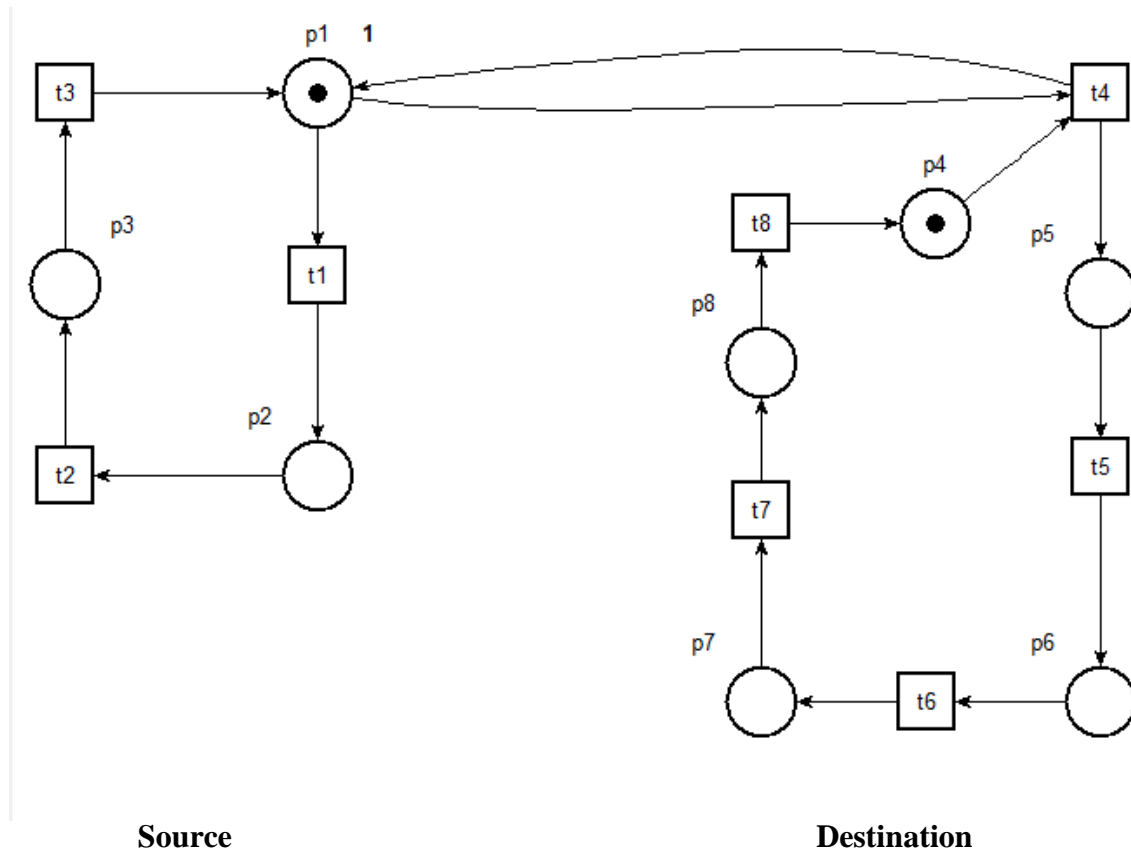 p1 1
t3
t4
p4
p3
t8
p5
t1
p8
p2
t2
t5
t7
p7
p6
t6
Source Destination